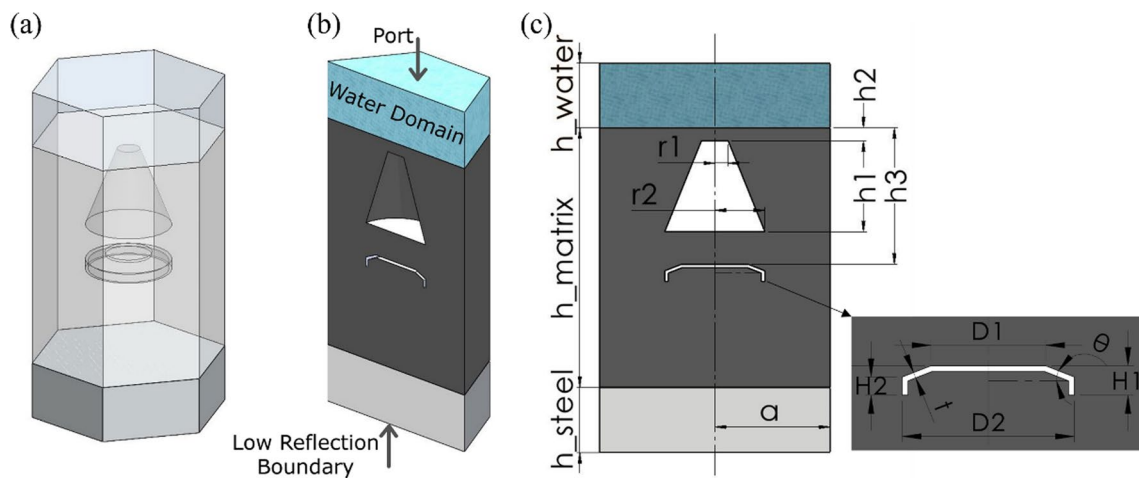 (a)
(b)
Port
Water Domain
Low Reflection
Boundary
(c)
h_water
h2
r1
r2
h1
h3
h_matrix
h_steel
a
D1
θ
H2
H1
t
D2